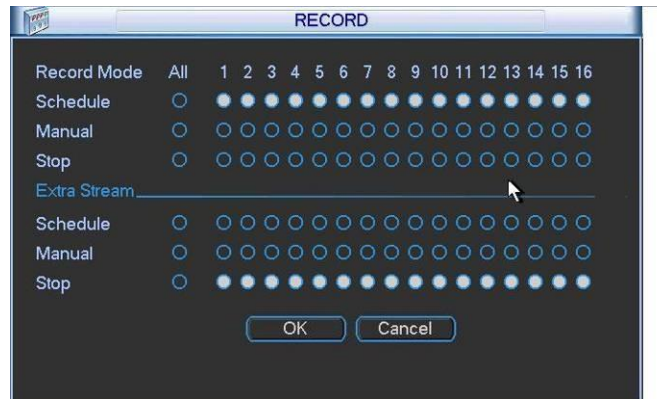 RECORD
Record Mode All 1 2 3 4 5 6 7 8 9 10 11 12 13 14 15 16
Schedule
Manual
Stop
Extra Stream
Schedule
Manual
Stop
OK Cancel